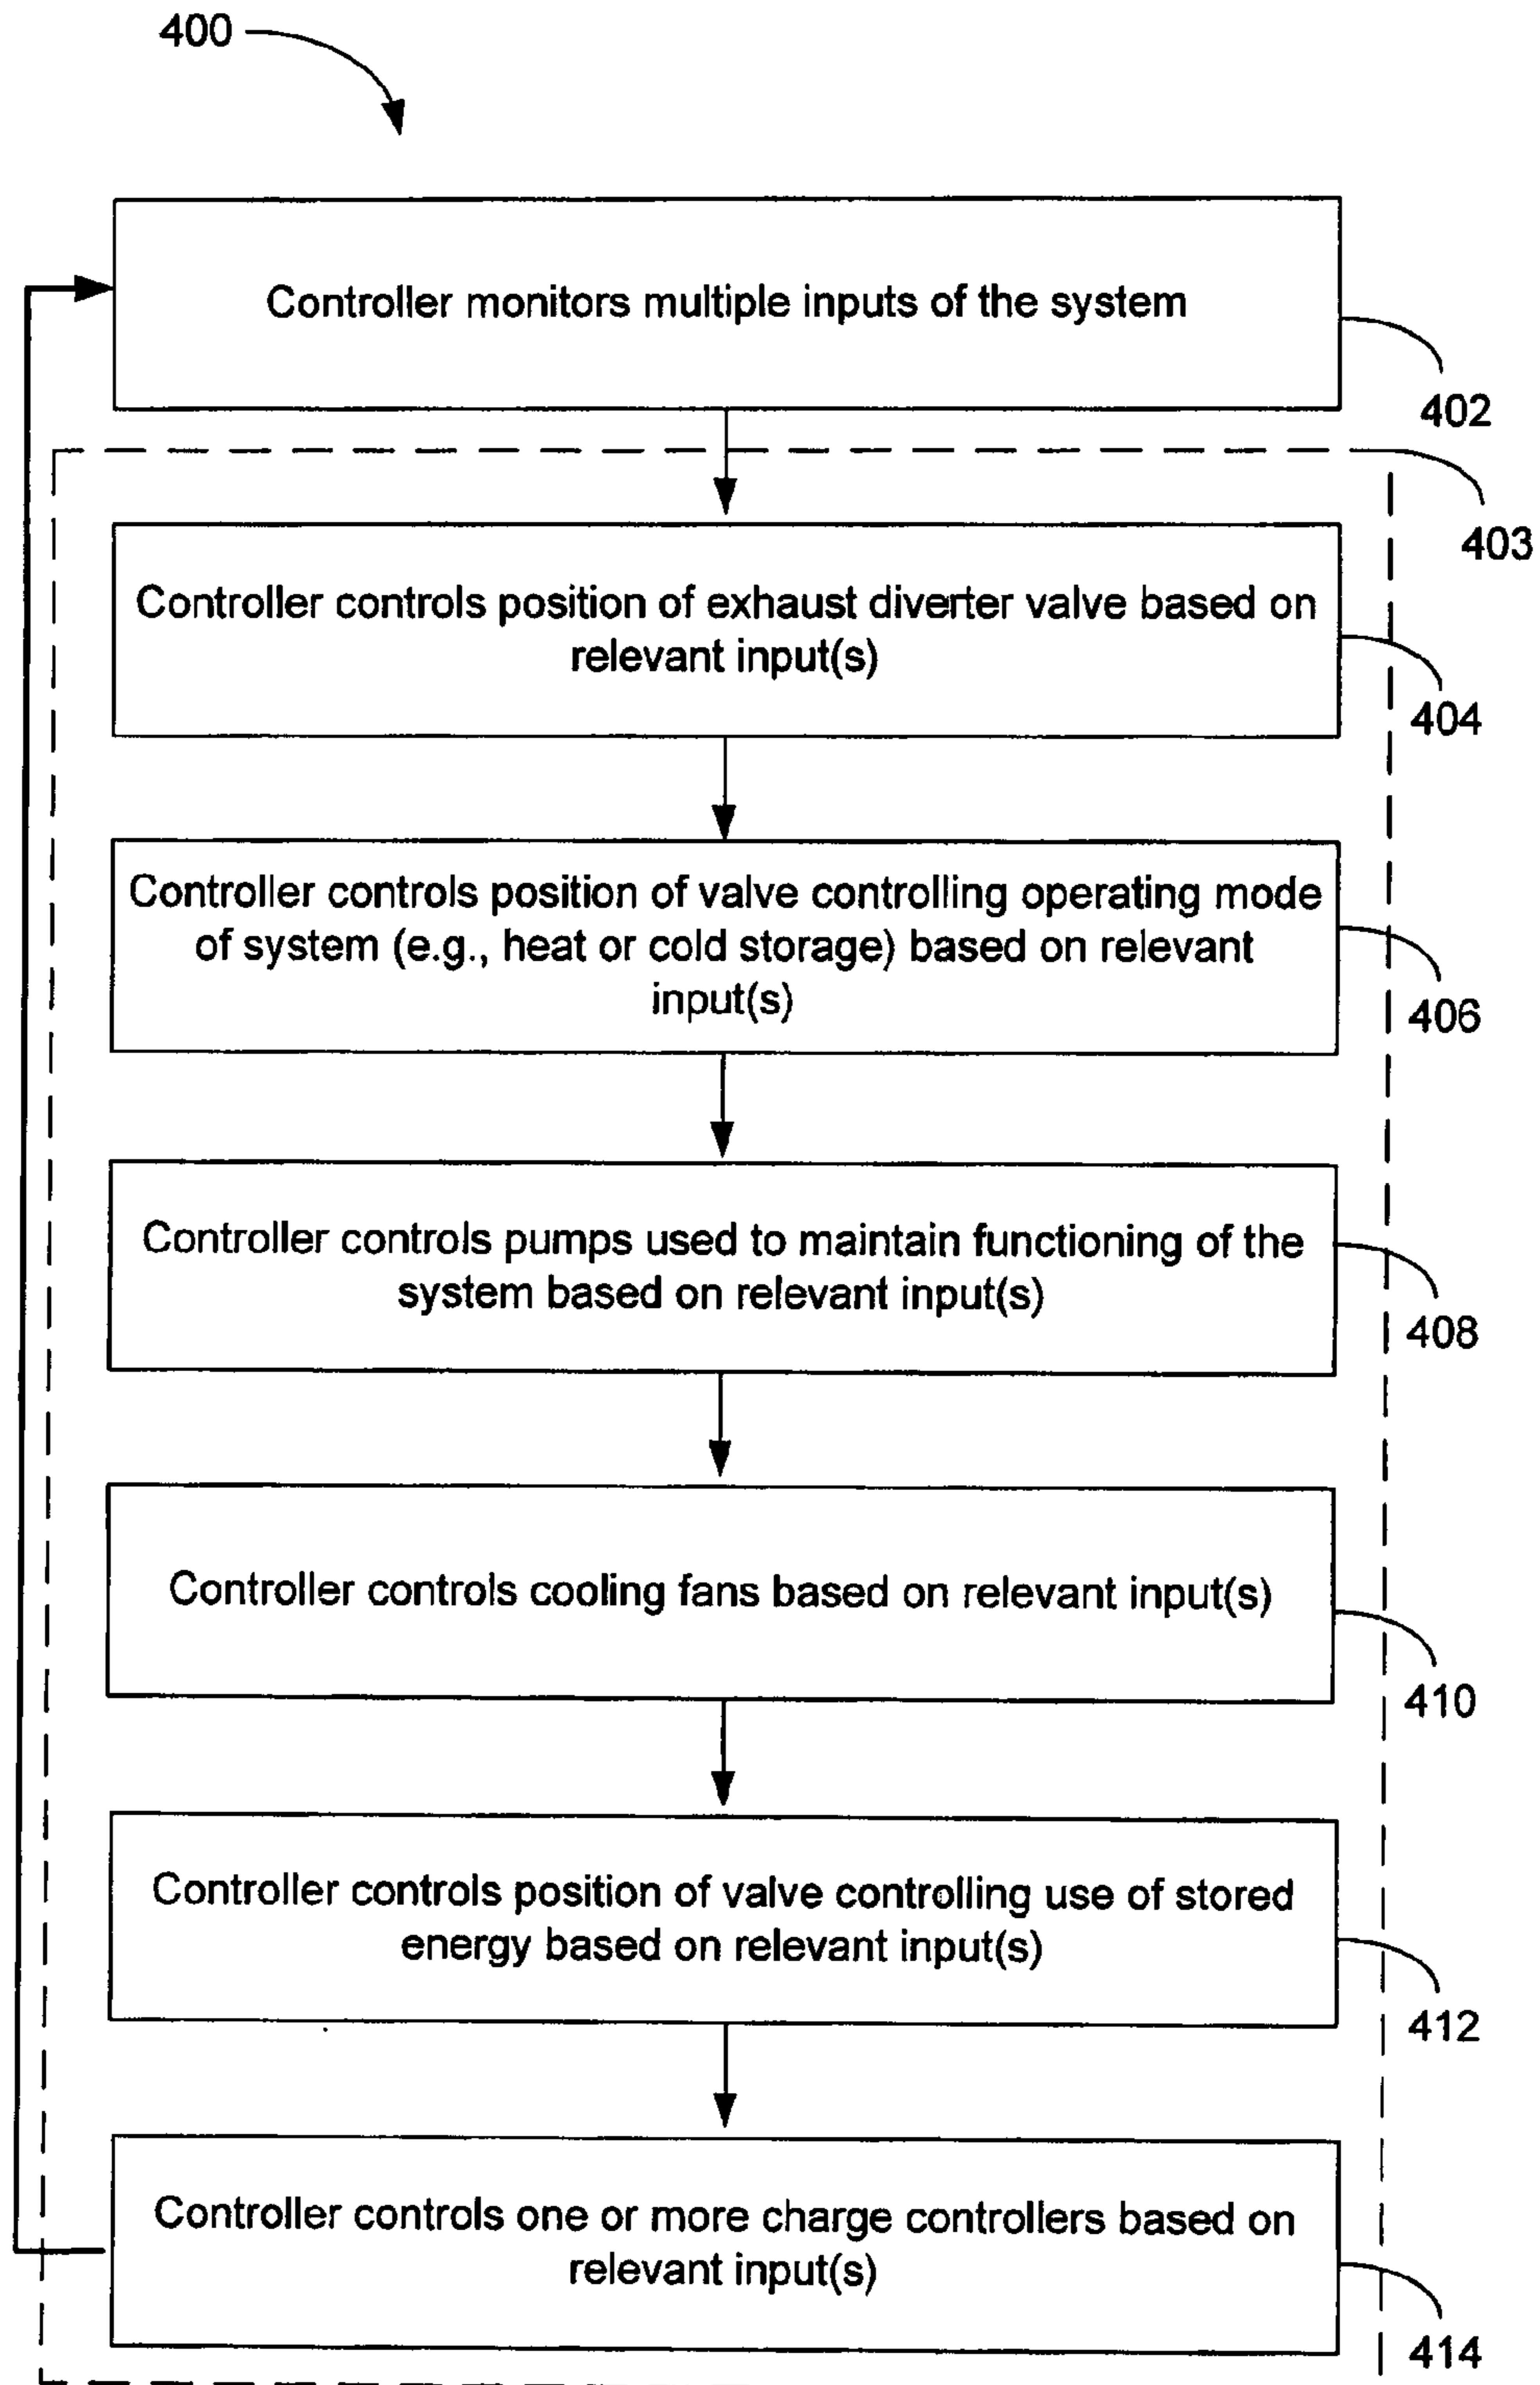 400
Controller monitors multiple inputs of the system
402
403
Controller controls position of exhaust diverter valve based on
relevant input(s)
404
Controller controls position of valve controlling operating mode
of system (e.g., heat or cold storage) based on relevant
input(s)
406
Controller controls pumps used to maintain functioning of the
system based on relevant input(s)
408
Controller controls cooling fans based on relevant input(s)
410
Controller controls position of valve controlling use of stored
energy based on relevant input(s)
412
Controller controls one or more charge controllers based on
relevant input(s)
414